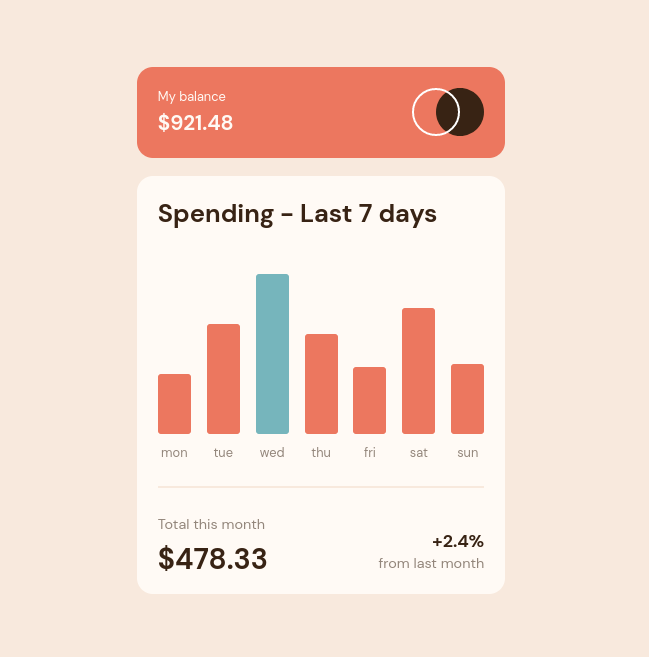 My balance
$921.48
Spending - Last 7 days
mon tue wed thu fri sat sun
Total this month
$478.33
+2.4%
from last month